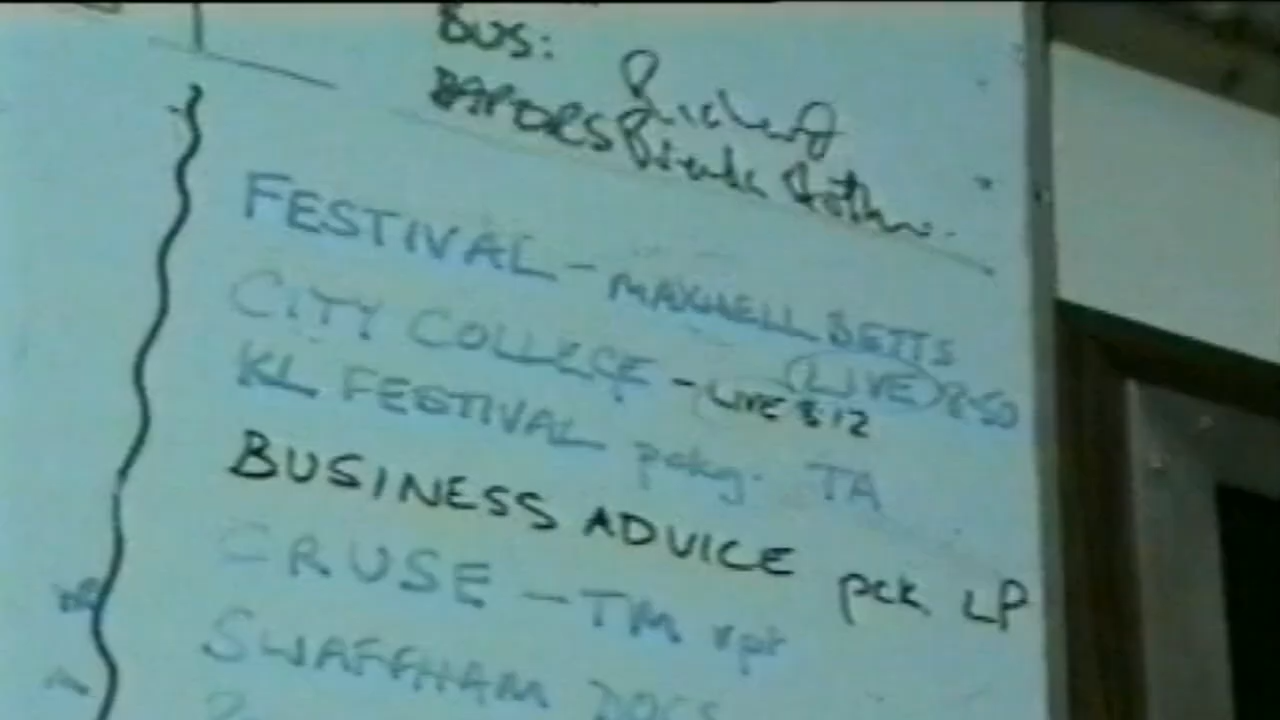 BUS:
FESTIVAL - MAXWELL BETTS
(LIVE) 8.50
CITY COLLEGE - LIVE 8.12
KL FESTIVAL pckg. TA
BUSINESS ADVICE pck LP
CRUSE - TM rpt
SWAFFHAM DOCS